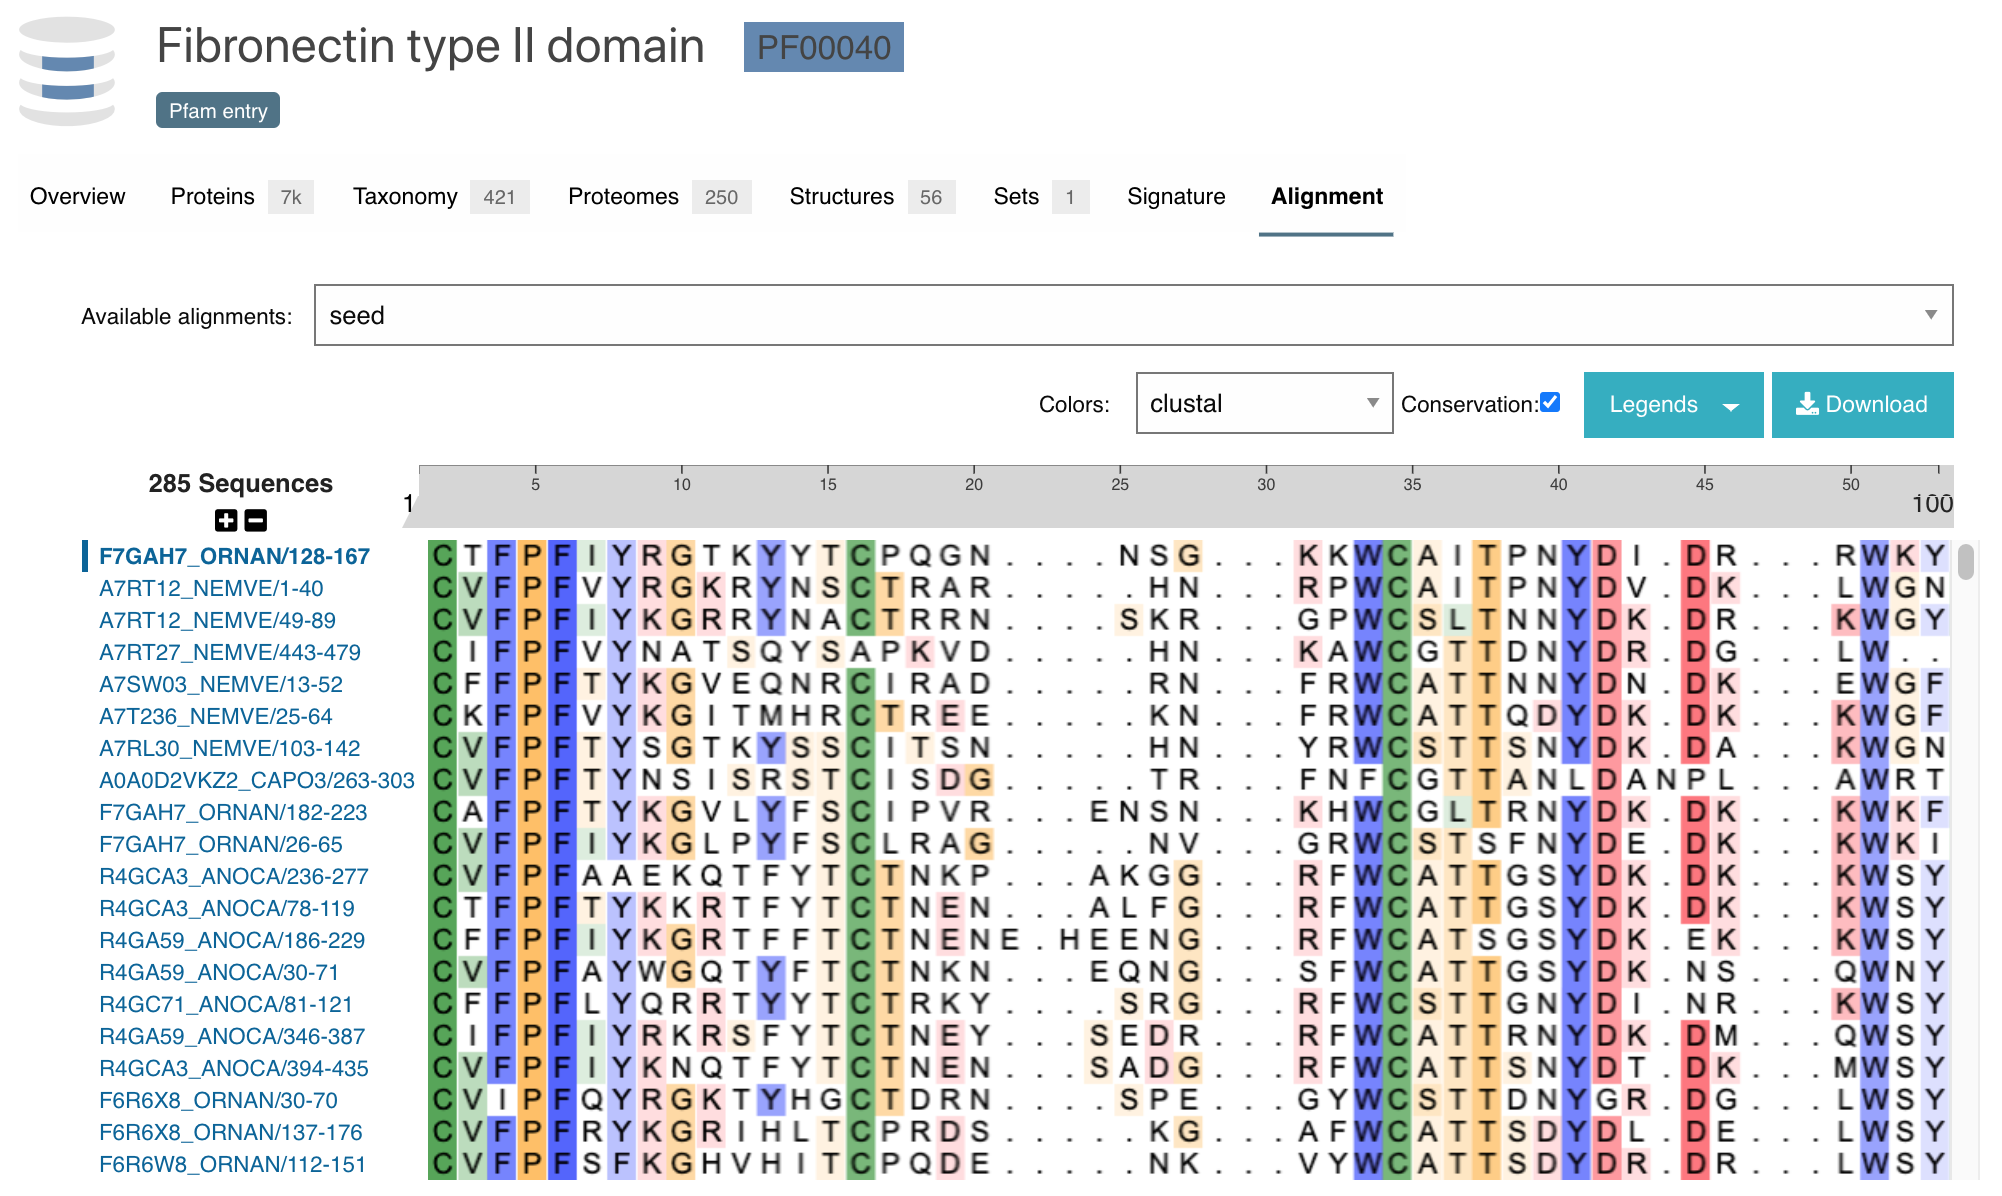 Fibronectin type II domain PF00040
Pfam entry
Overview Proteins 7k Taxonomy 421 Proteomes 250 Structures 56 Sets 1 Signature Alignment
Available alignments: seed
Colors: clustal Conservation: Legends Download
285 Sequences
5 10 15 20 25 30 35 40 45 50
1 100
F7GAH7_ORNAN/128-167 CTFPFIYRGTKYYTCPQGN....NSG...KKWCAITPNYDI.DR...RWKY
A7RT12_NEMVE/1-40 CVFPFVYRGKRYNSCTRAR.....HN...RPWCAITPNYDV.DK...LWGN
A7RT12_NEMVE/49-89 CVFPFIYKGRRYNACTRRN....SKR...GPWCSLTNNYDK.DR...KWGY
A7RT27_NEMVE/443-479 CIFPFVYNATSQYSAPKVD.....HN...KAWCGTTDNYDR.DG...LW..
A7SW03_NEMVE/13-52 CFFPFTYKGVEQNRCIRAD.....RN...FRWCATTNNYDN.DK...EWGF
A7T236_NEMVE/25-64 CKFPFVYKGITMHRCTREE.....KN...FRWCATTQDYDK.DK...KWGF
A7RL30_NEMVE/103-142 CVFPFTYSGTKYSSCITSN.....HN...YRWCSTTSNYDK.DA...KWGN
A0A0D2VKZ2_CAPO3/263-303 CVFPFTYNSISRSTCISDG.....TR...FNFCGTTANLDANPL...AWRT
F7GAH7_ORNAN/182-223 CAFPFTYKGVLYFSCIPVR...ENSN...KHWCGLTRNYDK.DK...KWKF
F7GAH7_ORNAN/26-65 CVFPFIYKGLPYFSCLRAG.....NV...GRWCSTSFNYDE.DK...KWKI
R4GCA3_ANOCA/236-277 CVFPFAAEKQTFYTCTNKP...AKGG...RFWCATTGSYDK.DK...KWSY
R4GCA3_ANOCA/78-119 CTFPFTYKKRTFYTCTNEN...ALFG...RFWCATTGSYDK.DK...KWSY
R4GA59_ANOCA/186-229 CFFPFIYKGRTFFTCTNENE.HEENG...RFWCATSGSYDK.EK...KWSY
R4GA59_ANOCA/30-71 CVFPFAYWGQTYFTCTNKN...EQNG...SFWCATTGSYDK.NS...QWNY
R4GC71_ANOCA/81-121 CFFPFLYQRRTYYTCTRKY....SRG...RFWCSTTGNYDI.NR...KWSY
R4GA59_ANOCA/346-387 CIFPFIYRKRSFYTCTNEY...SEDR...RFWCATTRNYDK.DM...QWSY
R4GCA3_ANOCA/394-435 CVFPFIYKNQTFYTCTNEN...SADG...RFWCATTSNYDT.DK...MWSY
F6R6X8_ORNAN/30-70 CVIPFQYRGKTYHGCTDRN....SPE...GYWCSTTDNYGR.DG...LWSY
F6R6X8_ORNAN/137-176 CVFPFRYKGRIHLTCPRDS.....KG...AFWCATTSDYDL.DE...LWSY
F6R6W8_ORNAN/112-151 CVFPFSFKGHVHITCPQDE.....NK...VYWCATTSDYDR.DR...LWSY